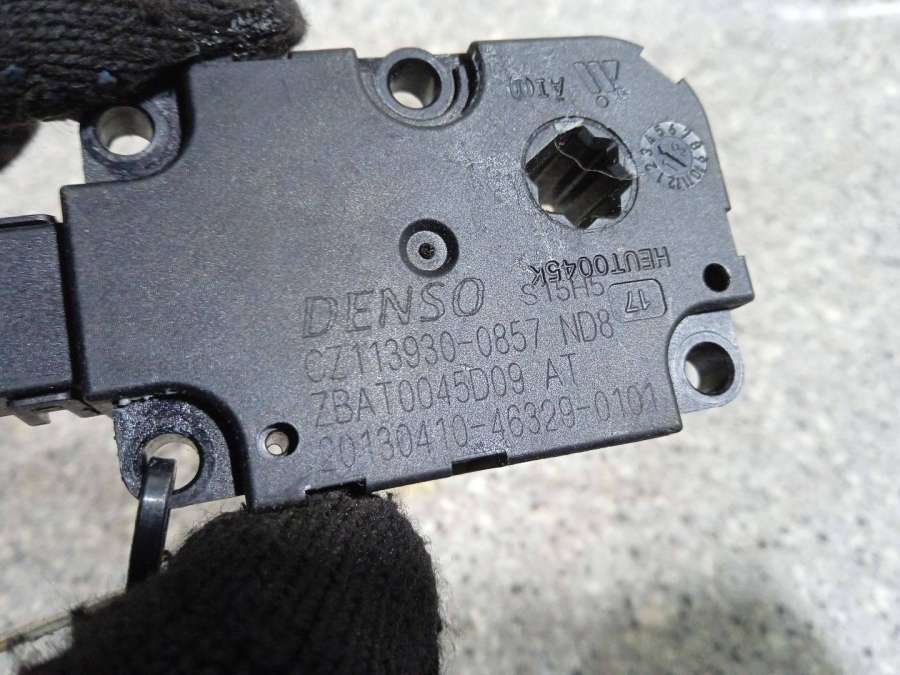 DENSO S15H5 17
CZ113930-0857 ND8
ZBAT0045D09 AT
20130410-46329-0101
HEUT0045K